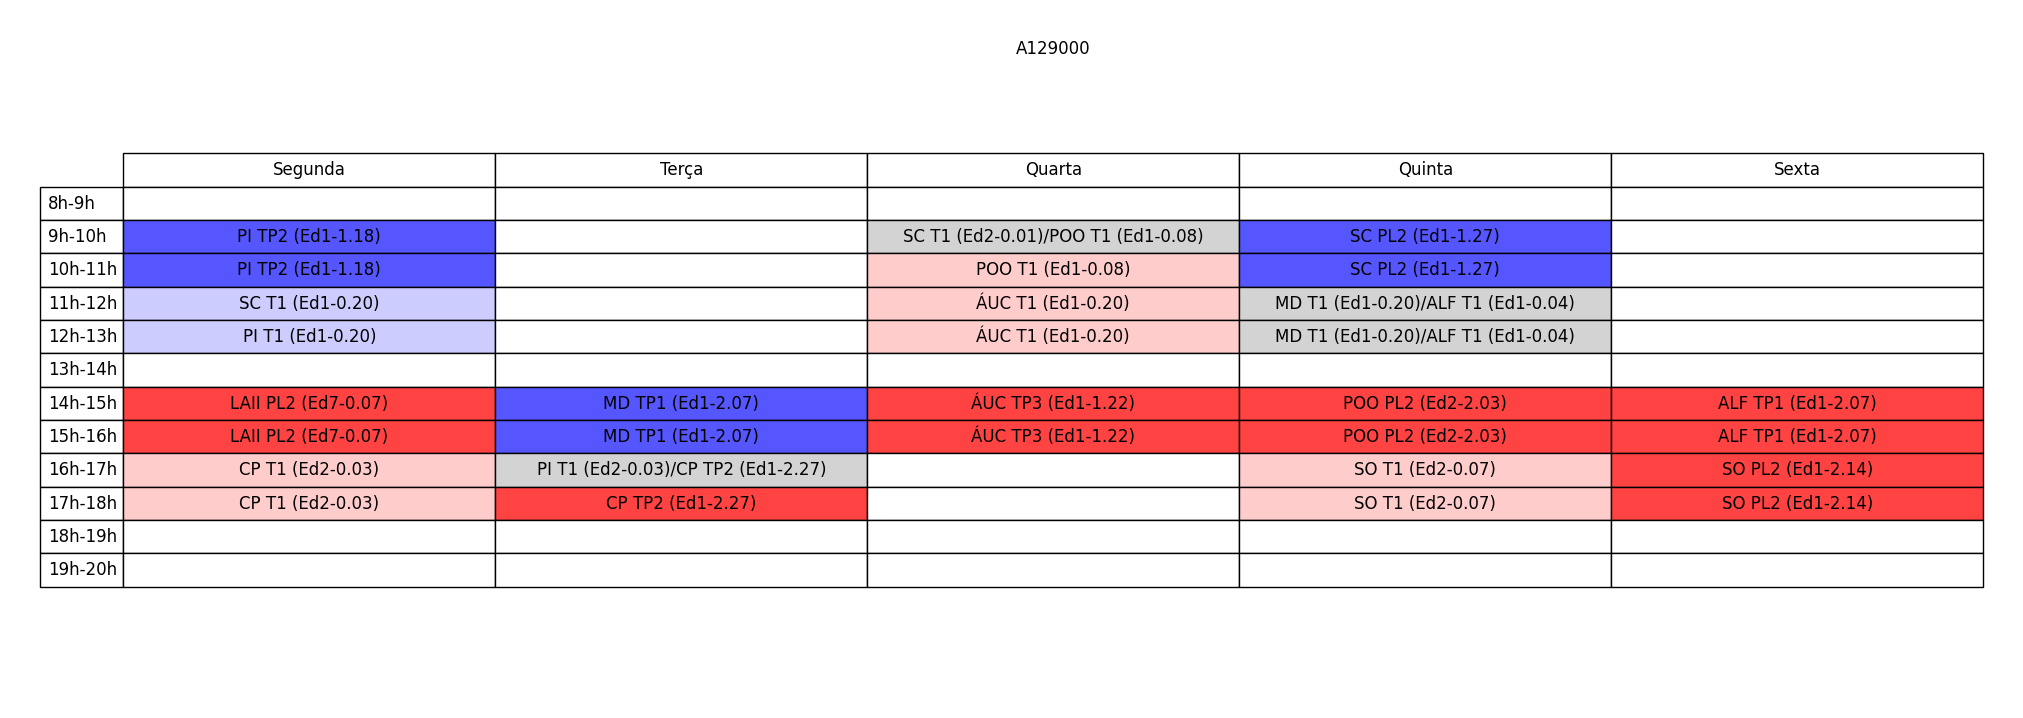 A129000
Segunda Terça Quarta Quinta Sexta
8h-9h
9h-10h PI TP2 (Ed1-1.18) SC T1 (Ed2-0.01)/POO T1 (Ed1-0.08) SC PL2 (Ed1-1.27)
10h-11h PI TP2 (Ed1-1.18) POO T1 (Ed1-0.08) SC PL2 (Ed1-1.27)
11h-12h SC T1 (Ed1-0.20) ÁUC T1 (Ed1-0.20) MD T1 (Ed1-0.20)/ALF T1 (Ed1-0.04)
12h-13h PI T1 (Ed1-0.20) ÁUC T1 (Ed1-0.20) MD T1 (Ed1-0.20)/ALF T1 (Ed1-0.04)
13h-14h
14h-15h LAII PL2 (Ed7-0.07) MD TP1 (Ed1-2.07) ÁUC TP3 (Ed1-1.22) POO PL2 (Ed2-2.03) ALF TP1 (Ed1-2.07)
15h-16h LAII PL2 (Ed7-0.07) MD TP1 (Ed1-2.07) ÁUC TP3 (Ed1-1.22) POO PL2 (Ed2-2.03) ALF TP1 (Ed1-2.07)
16h-17h CP T1 (Ed2-0.03) PI T1 (Ed2-0.03)/CP TP2 (Ed1-2.27) SO T1 (Ed2-0.07) SO PL2 (Ed1-2.14)
17h-18h CP T1 (Ed2-0.03) CP TP2 (Ed1-2.27) SO T1 (Ed2-0.07) SO PL2 (Ed1-2.14)
18h-19h
19h-20h